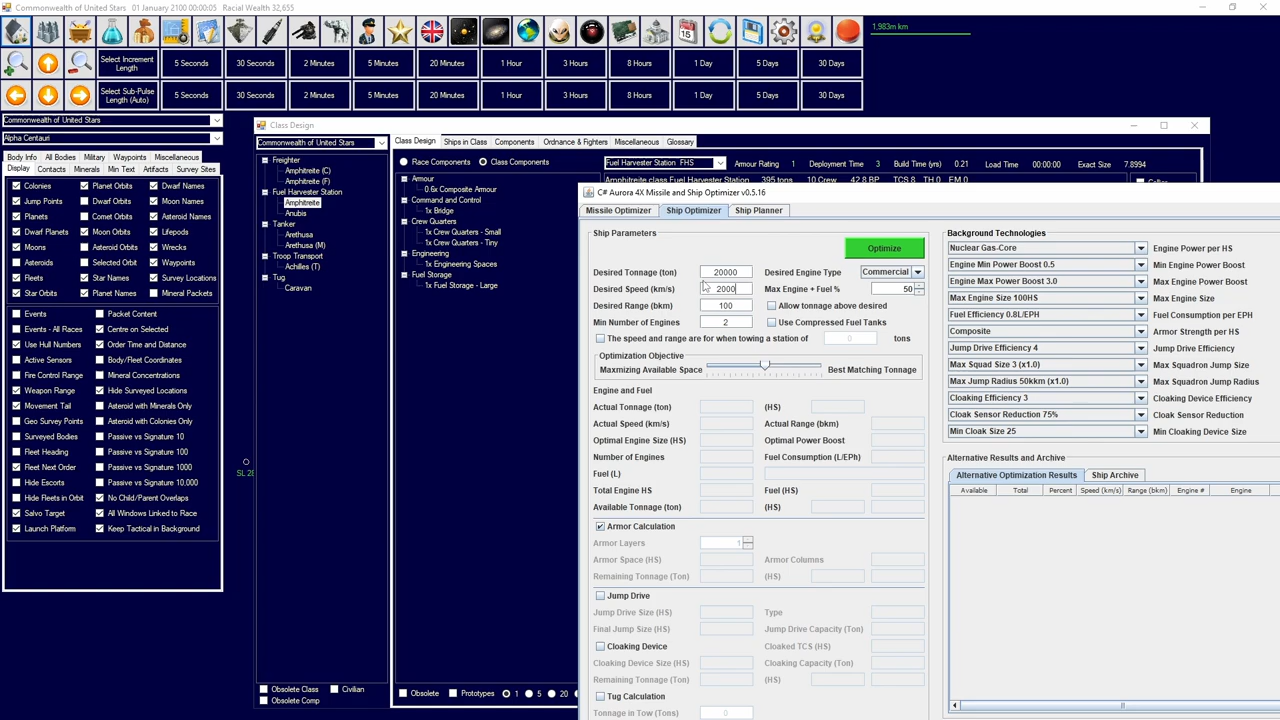 Commonwealth of United States   01 January 2100 00:00:05   Racial Wealth 32,655
1.983m km
Select Increment Length 5 Seconds 30 Seconds 2 Minutes 5 Minutes 20 Minutes 1 Hour 3 Hours 8 Hours 1 Day 5 Days 30 Days
Select Sub-Pulse Length (Auto) 5 Seconds 30 Seconds 2 Minutes 5 Minutes 20 Minutes 1 Hour 3 Hours 8 Hours 1 Day 5 Days 30 Days
Commonwealth of United States
Alpha Centauri
Body Info All Bodies Military Waypoints Miscellaneous
Display Contacts Minerals Min Text Artifacts Survey Sites
Colonies Planet Orbits Dwarf Names
Jump Points Dwarf Orbits Moon Names
Planets Comet Orbits Asteroid Names
Dwarf Planets Moon Orbits Lifepods
Moons Asteroid Orbits Wrecks
Asteroids Selected Orbit Waypoints
Fleets Star Names Survey Locations
Star Orbits Planet Names Mineral Packets
Events Packet Content
Events - All Races Centre on Selected
Use Hull Numbers Order Time and Distance
Active Sensors Body/Fleet Coordinates
Fire Control Range Mineral Concentrations
Weapon Range Hide Surveyed Locations
Movement Tail Asteroid with Minerals Only
Geo Survey Points Asteroid with Colonies Only
Surveyed Bodies Passive vs Signature 10
Fleet Heading Passive vs Signature 100
Fleet Next Order Passive vs Signature 1000
Hide Escorts Passive vs Signature 10,000
Hide Fleets in Orbit No Child/Parent Overlaps
Salvo Target All Windows Linked to Race
Launch Platform Keep Tactical in Background
Class Design
Commonwealth of United States
Freighter
Amphitreite (C)
Amphitreite (F)
Fuel Harvester Station
Amphitreite
Anubis
Tanker
Arethusa
Arethusa (M)
Troop Transport
Achilles (T)
Tug
Caravan
Obsolete Class Civilian
Obsolete Comp
Class Design Ships in Class Components Ordnance & Fighters Miscellaneous Glossary
Race Components Class Components
Fuel Harvester Station FHS Armour Rating 1 Deployment Time 3 Build Time (yrs) 0.21 Load Time 00:00:00 Exact Size 7.8994
Armour
0.6x Composite Armour
Command and Control
1x Bridge
Crew Quarters
1x Crew Quarters - Small
1x Crew Quarters - Tiny
Engineering
1x Engineering Spaces
Fuel Storage
1x Fuel Storage - Large
Obsolete Prototypes 1 5 20
C# Aurora 4X Missile and Ship Optimizer v0.5.16
Missile Optimizer Ship Optimizer Ship Planner
Ship Parameters
Optimize
Desired Tonnage (ton) 20000 Desired Engine Type Commercial
Desired Speed (km/s) 2000 Max Engine + Fuel % 50
Desired Range (bkm) 100 Allow tonnage above desired
Min Number of Engines 2 Use Compressed Fuel Tanks
The speed and range are for when towing a station of 0 tons
Optimization Objective
Maximizing Available Space Best Matching Tonnage
Engine and Fuel
Actual Tonnage (ton) (HS)
Actual Speed (km/s) Actual Range (bkm)
Optimal Engine Size (HS) Optimal Power Boost
Number of Engines Fuel Consumption (L/EPh)
Fuel (L)
Total Engine HS Fuel (HS)
Available Tonnage (ton) (HS)
Armor Calculation
Armor Layers 1
Armor Space (HS) Armor Columns
Remaining Tonnage (Ton) (HS)
Jump Drive
Jump Drive Size (HS) Type
Final Jump Size (HS) Jump Drive Capacity (Ton)
Cloaking Device Cloaked TCS (HS)
Cloaking Device Size (HS) Cloaking Capacity (Ton)
Remaining Tonnage (Ton) (HS)
Tug Calculation
Tonnage in Tow (Tons) 0
Background Technologies
Nuclear Gas-Core Engine Power per HS
Engine Min Power Boost 0.5 Min Engine Power Boost
Engine Max Power Boost 3.0 Max Engine Power Boost
Max Engine Size 100HS Max Engine Size
Fuel Efficiency 0.8L/EPH Fuel Consumption per EPH
Composite Armor Strength per HS
Jump Drive Efficiency 4 Jump Drive Efficiency
Max Squad Size 3 (x1.0) Max Squadron Jump Size
Max Jump Radius 50kkm (x1.0) Max Squadron Jump Radius
Cloaking Efficiency 3 Cloaking Device Efficiency
Cloak Sensor Reduction 75% Cloak Sensor Reduction
Min Cloak Size 25 Min Cloaking Device Size
Alternative Results and Archive
Alternative Optimization Results Ship Archive
Available Total Percent Speed (km/s) Range (bkm) Engine # Engine